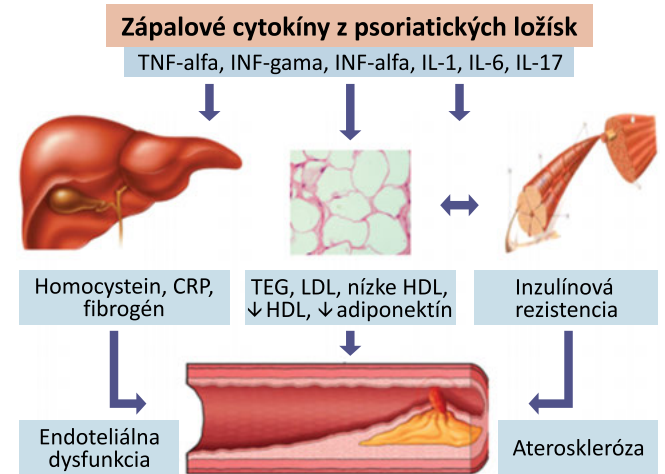 Zápalové cytokíny z psoriatických ložísk
TNF-alfa, INF-gama, INF-alfa, IL-1, IL-6, IL-17
Homocystein, CRP,
fibrogén
TEG, LDL, nízke HDL,
↓ HDL, ↓ adiponektín
Inzulínová
rezistencia
Endoteliálna
dysfunkcia
Ateroskleróza